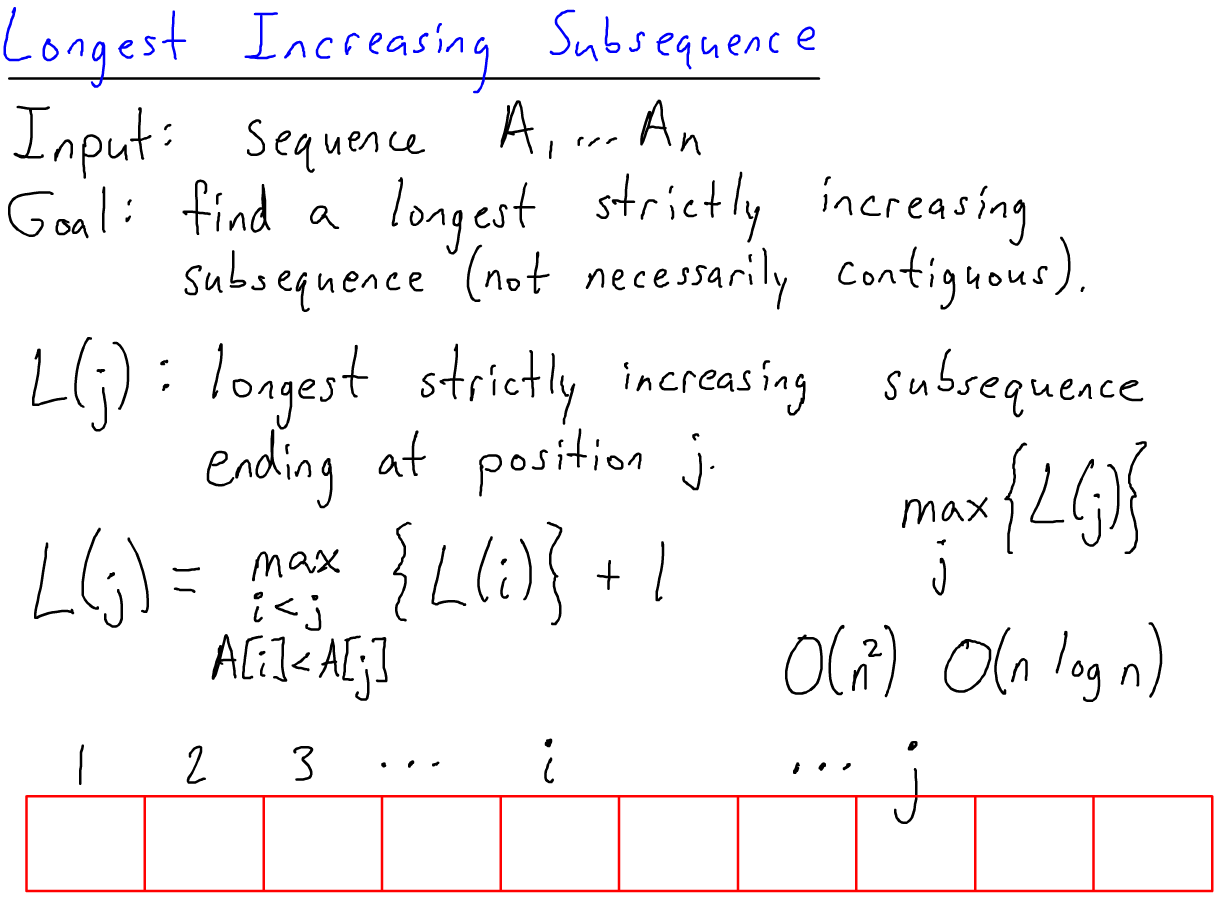 Longest Increasing Subsequence
Input: sequence A₁ ... Aₙ
Goal: find a longest strictly increasing
subsequence (not necessarily contiguous).
L(j) : longest strictly increasing subsequence
ending at position j.
max {L(j)}
j
L(j) = max {L(i)} + 1
i<j
A[i]<A[j]
O(n²) O(n log n)
1 2 3 ... i ... j